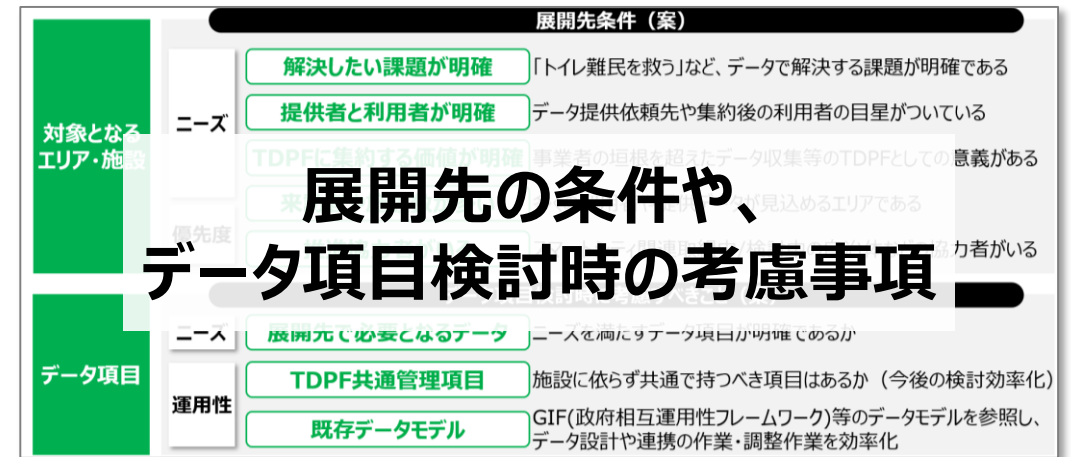 展開先条件（案）
対象となる
エリア・施設
ニーズ
解決したい課題が明確
「トイレ難民を救う」など、データで解決する課題が明確である
提供者と利用者が明確
データ提供依頼先や集約後の利用者の目星がついている
TDPFに集約する価値が明確
事業者の垣根を超えたデータ収集等のTDPFとしての意義がある
見込めるエリアである
優先度
力者がいる
展開先の条件や、
データ項目検討時の考慮事項
データ項目
ニーズ
展開先で必要となるデータ
ニーズを満たすデータ項目が明確であるか
運用性
TDPF共通管理項目
施設に依らず共通で持つべき項目はあるか（今後の検討効率化）
既存データモデル
GIF(政府相互運用性フレームワーク)等のデータモデルを参照し、
データ設計や連携の作業・調整作業を効率化